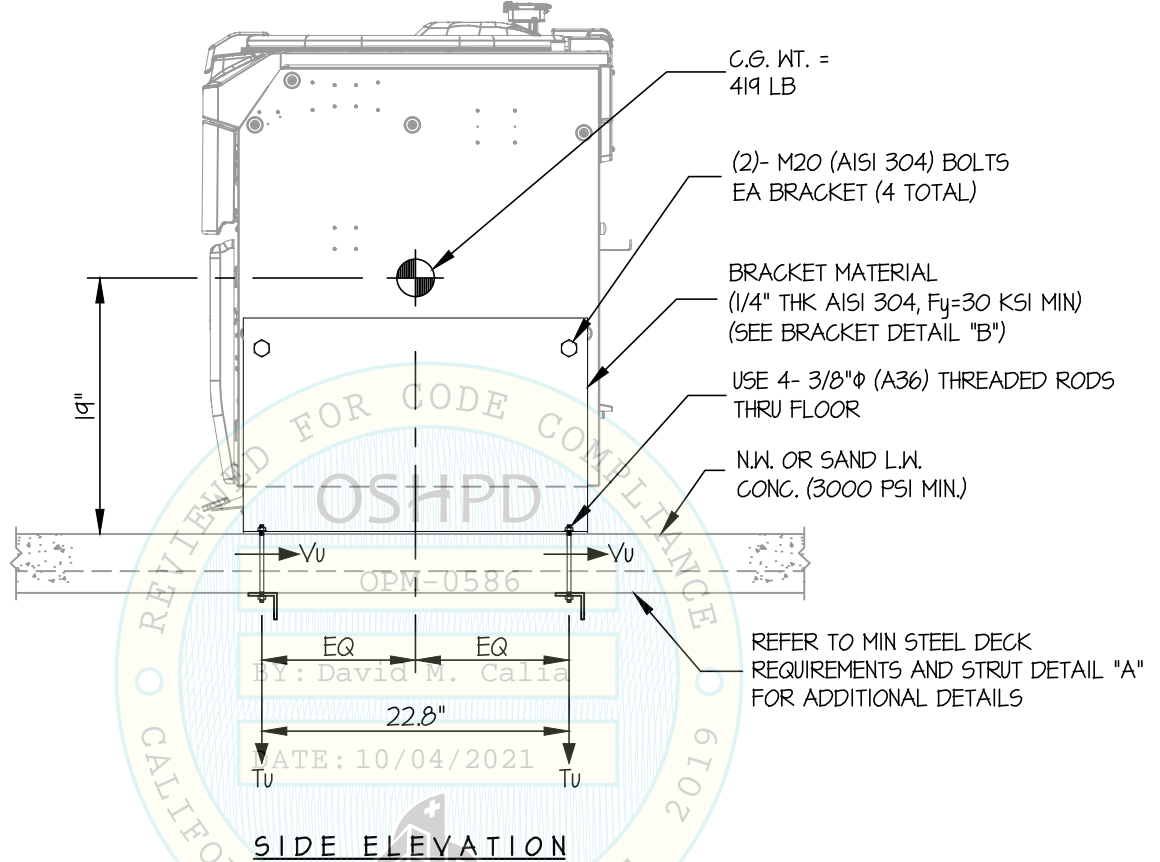 C.G. WT. =
419 LB
(2)- M20 (AISI 304) BOLTS
EA BRACKET (4 TOTAL)
BRACKET MATERIAL
(1/4" THK AISI 304, Fy=30 KSI MIN)
(SEE BRACKET DETAIL "B")
USE 4- 3/8"Φ (A36) THREADED RODS
THRU FLOOR
N.W. OR SAND L.W.
CONC. (3000 PSI MIN.)
19"
REVIEWED FOR CODE COMPLIANCE
OSHPD
Vu
Vu
OPM-0586
EQ
EQ
BY: David M. Calia
REFER TO MIN STEEL DECK
REQUIREMENTS AND STRUT DETAIL "A"
FOR ADDITIONAL DETAILS
22.8"
DATE: 10/04/2021
Tu
Tu
2019
SIDE ELEVATION